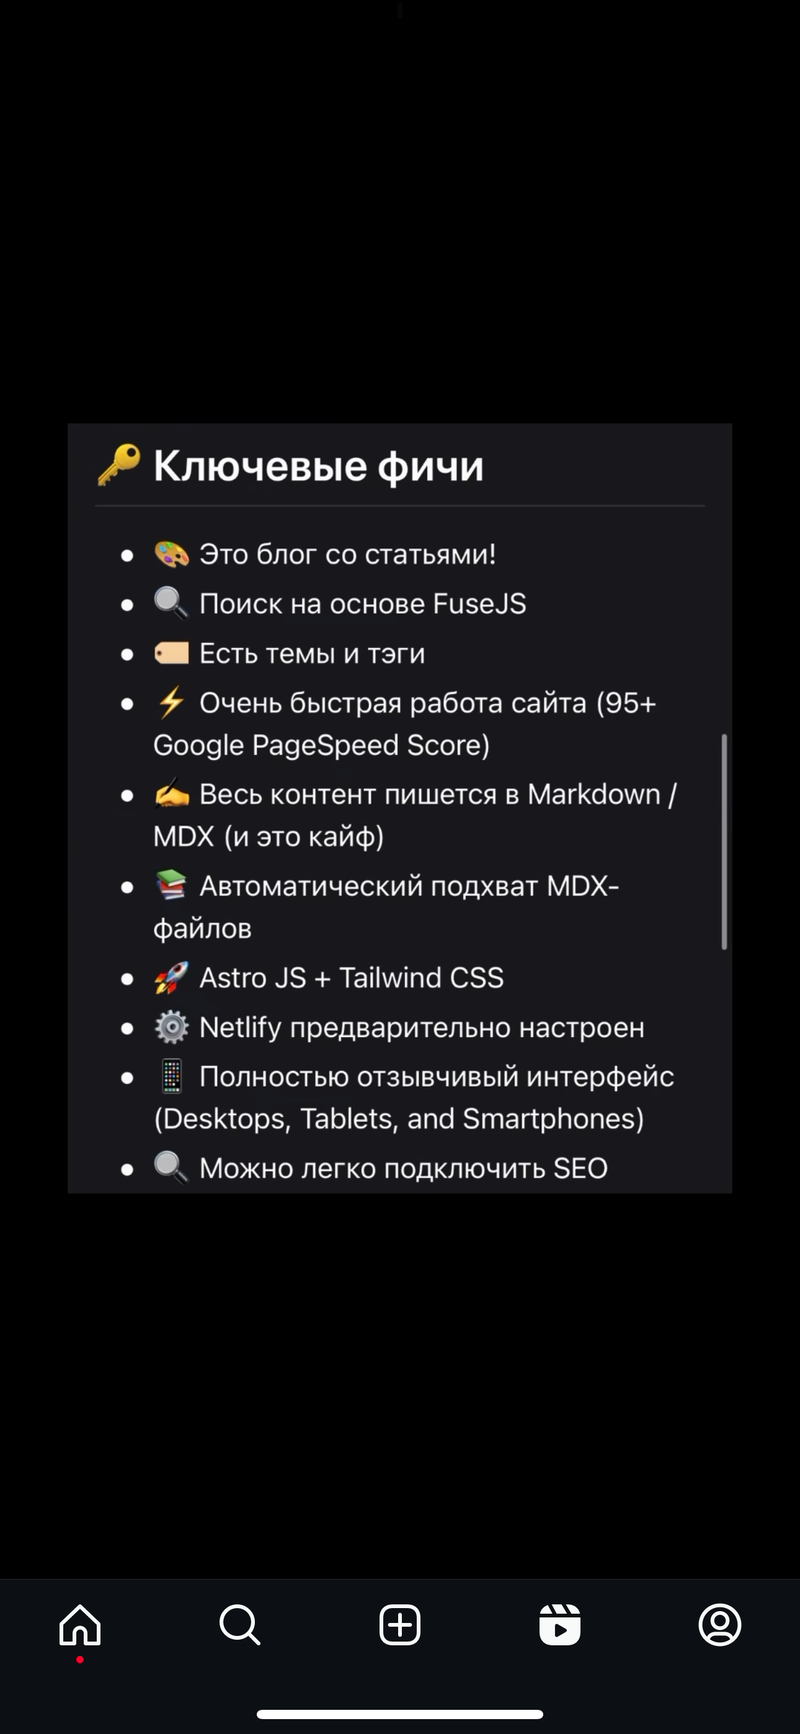 🔑 Ключевые фичи
• 🎨 Это блог со статьями!
• 🔍 Поиск на основе FuseJS
• 🏷️ Есть темы и тэги
• ⚡ Очень быстрая работа сайта (95+
Google PageSpeed Score)
• ✍️ Весь контент пишется в Markdown /
MDX (и это кайф)
• 📚 Автоматический подхват MDX-
файлов
• 🚀 Astro JS + Tailwind CSS
• ⚙️ Netlify предварительно настроен
• 📱 Полностью отзывчивый интерфейс
(Desktops, Tablets, and Smartphones)
• 🔍 Можно легко подключить SEO